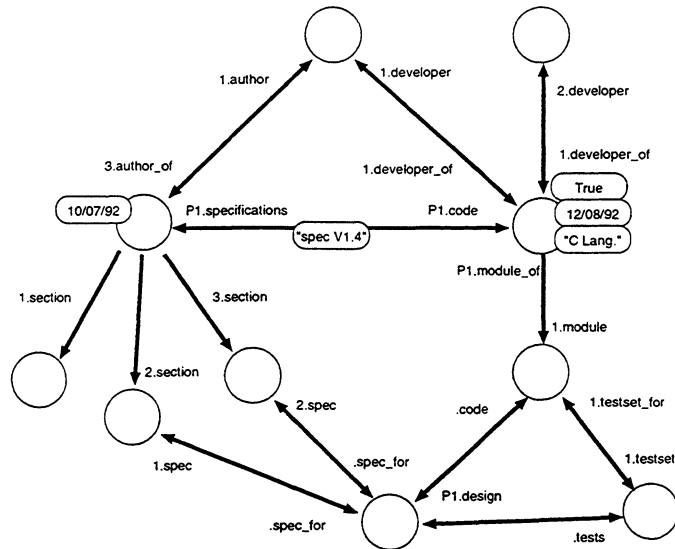 1.author
1.developer
2.developer
3.author_of
1.developer_of
1.developer_of
True
10/07/92
P1.specifications
P1.code
12/08/92
"spec V1.4"
"C Lang."
P1.module_of
1.section
3.section
1.module
2.section
2.spec
.code
1.testset_for
1.spec
.spec_for
1.testset
P1.design
.spec_for
.tests